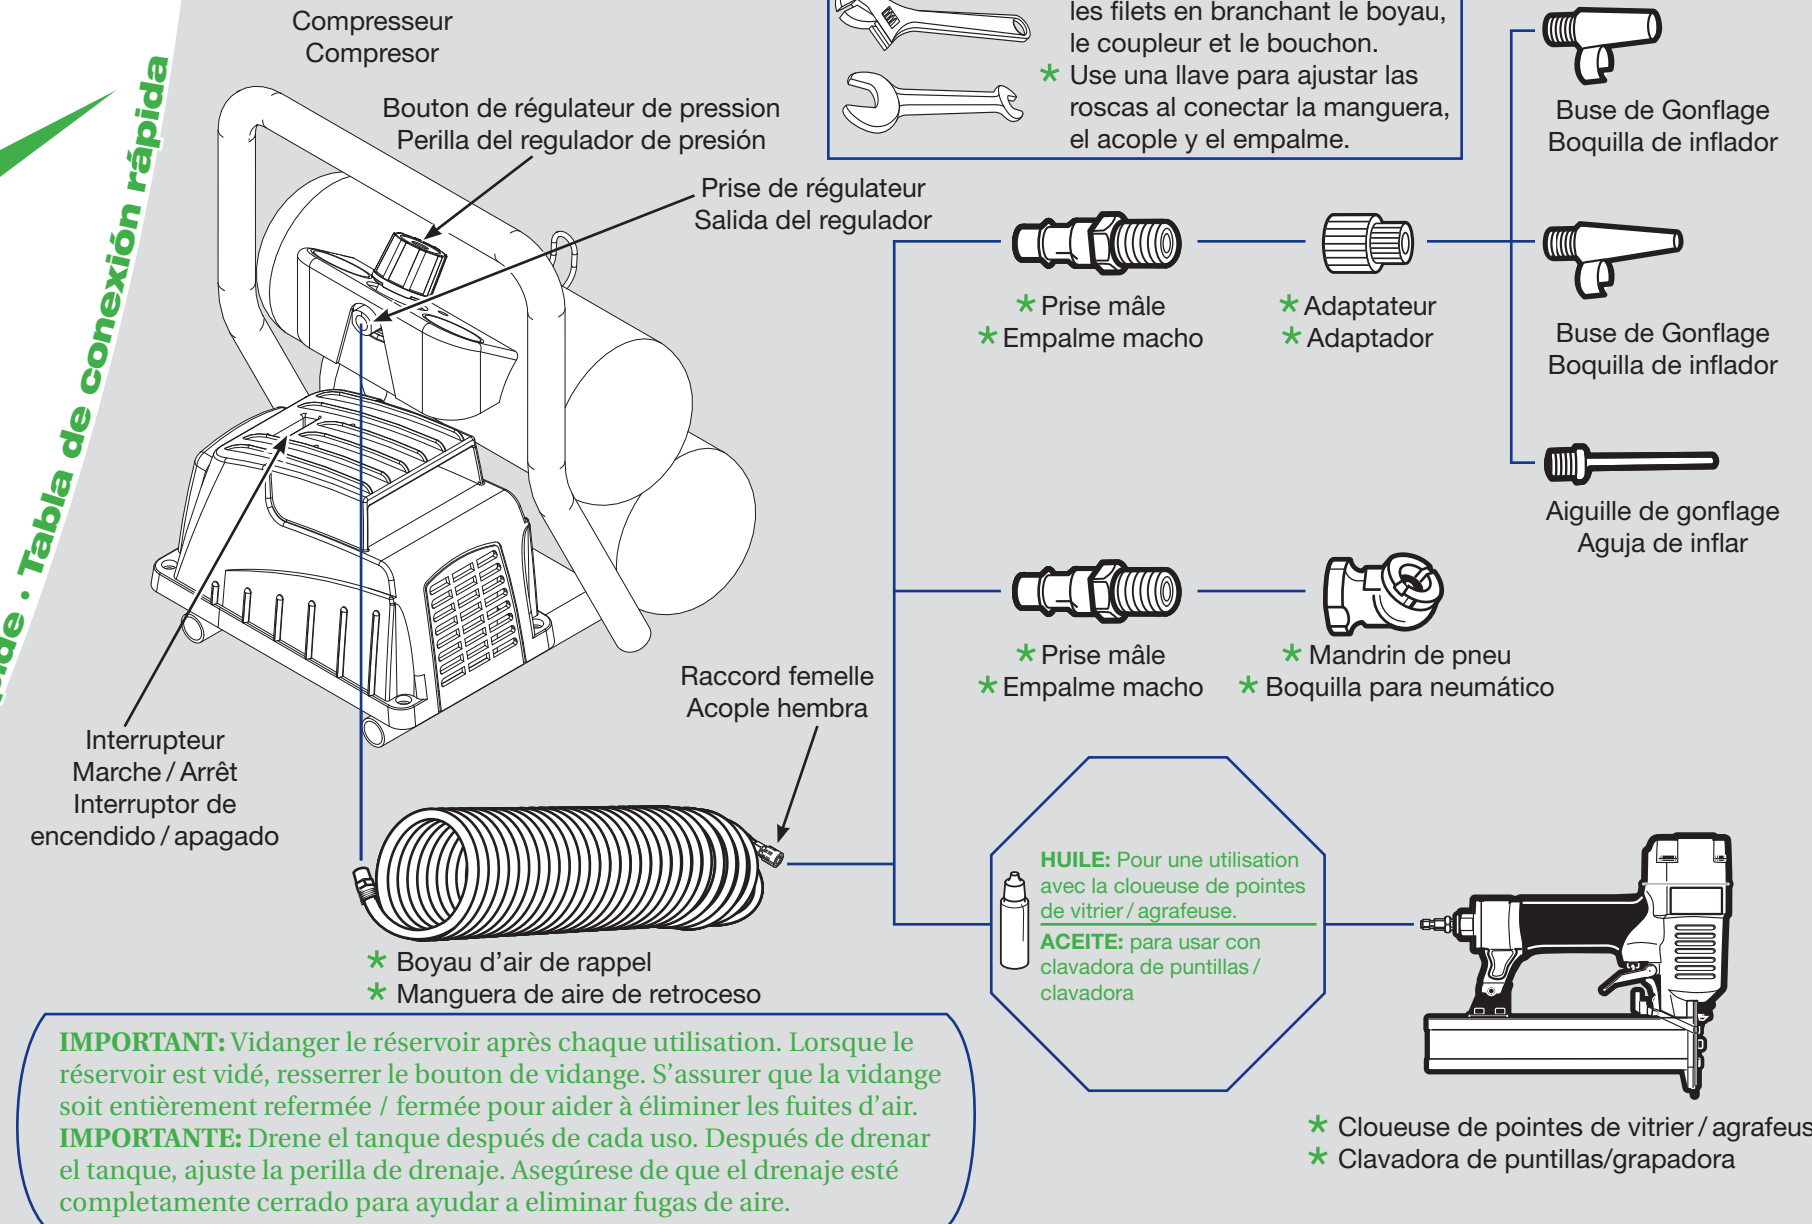 Compresseur
Compresor
Bouton de régulateur de pression
Perilla del regulador de presión
Prise de régulateur
Salida del regulador
les filets en branchant le boyau,
le coupleur et le bouchon.
* Use una llave para ajustar las
roscas al conectar la manguera,
el acople y el empalme.
Buse de Gonflage
Boquilla de inflador
* Prise mâle
* Empalme macho
* Adaptateur
* Adaptador
Buse de Gonflage
Boquilla de inflador
Aiguille de gonflage
Aguja de inflar
* Prise mâle
* Empalme macho
* Mandrin de pneu
* Boquilla para neumático
Raccord femelle
Acople hembra
Interrupteur
Marche / Arrêt
Interruptor de
encendido / apagado
* Boyau d'air de rappel
* Manguera de aire de retroceso
HUILE: Pour une utilisation
avec la cloueuse de pointes
de vitrier / agrafeuse.
ACEITE: para usar con
clavadora de puntillas /
clavadora
* Cloueuse de pointes de vitrier / agrafeus
* Clavadora de puntillas/grapadora
IMPORTANT: Vidanger le réservoir après chaque utilisation. Lorsque le
réservoir est vidé, resserrer le bouton de vidange. S'assurer que la vidange
soit entièrement refermée / fermée pour aider à éliminer les fuites d'air.
IMPORTANTE: Drene el tanque después de cada uso. Después de drenar
el tanque, ajuste la perilla de drenaje. Asegúrese de que el drenaje esté
completamente cerrado para ayudar a eliminar fugas de aire.
ide • Tabla de conexión rápida